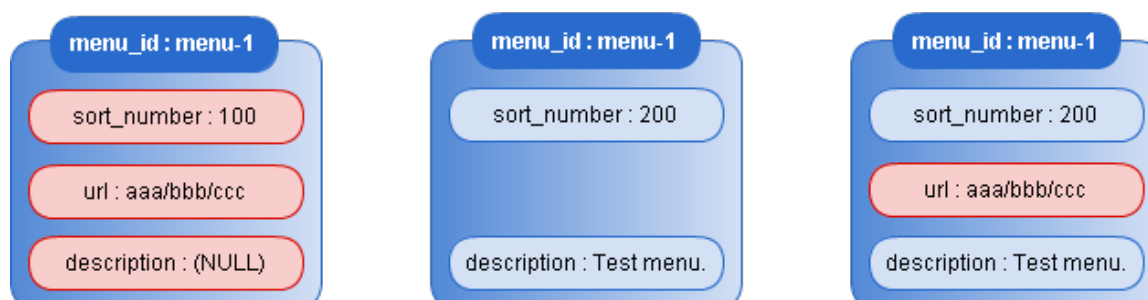 menu_id : menu-1
sort_number : 100
url : aaa/bbb/ccc
description : (NULL)
menu_id : menu-1
sort_number : 200
description : Test menu.
menu_id : menu-1
sort_number : 200
url : aaa/bbb/ccc
description : Test menu.